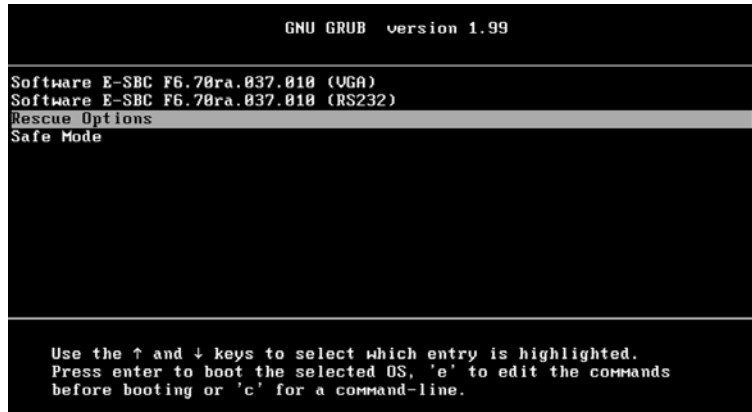 GNU GRUB version 1.99
Software E-SBC F6.70ra.037.010 (VGA)
Software E-SBC F6.70ra.037.010 (RS232)
Rescue Options
Safe Mode
Use the ↑ and ↓ keys to select which entry is highlighted.
Press enter to boot the selected OS, 'e' to edit the commands
before booting or 'c' for a command-line.